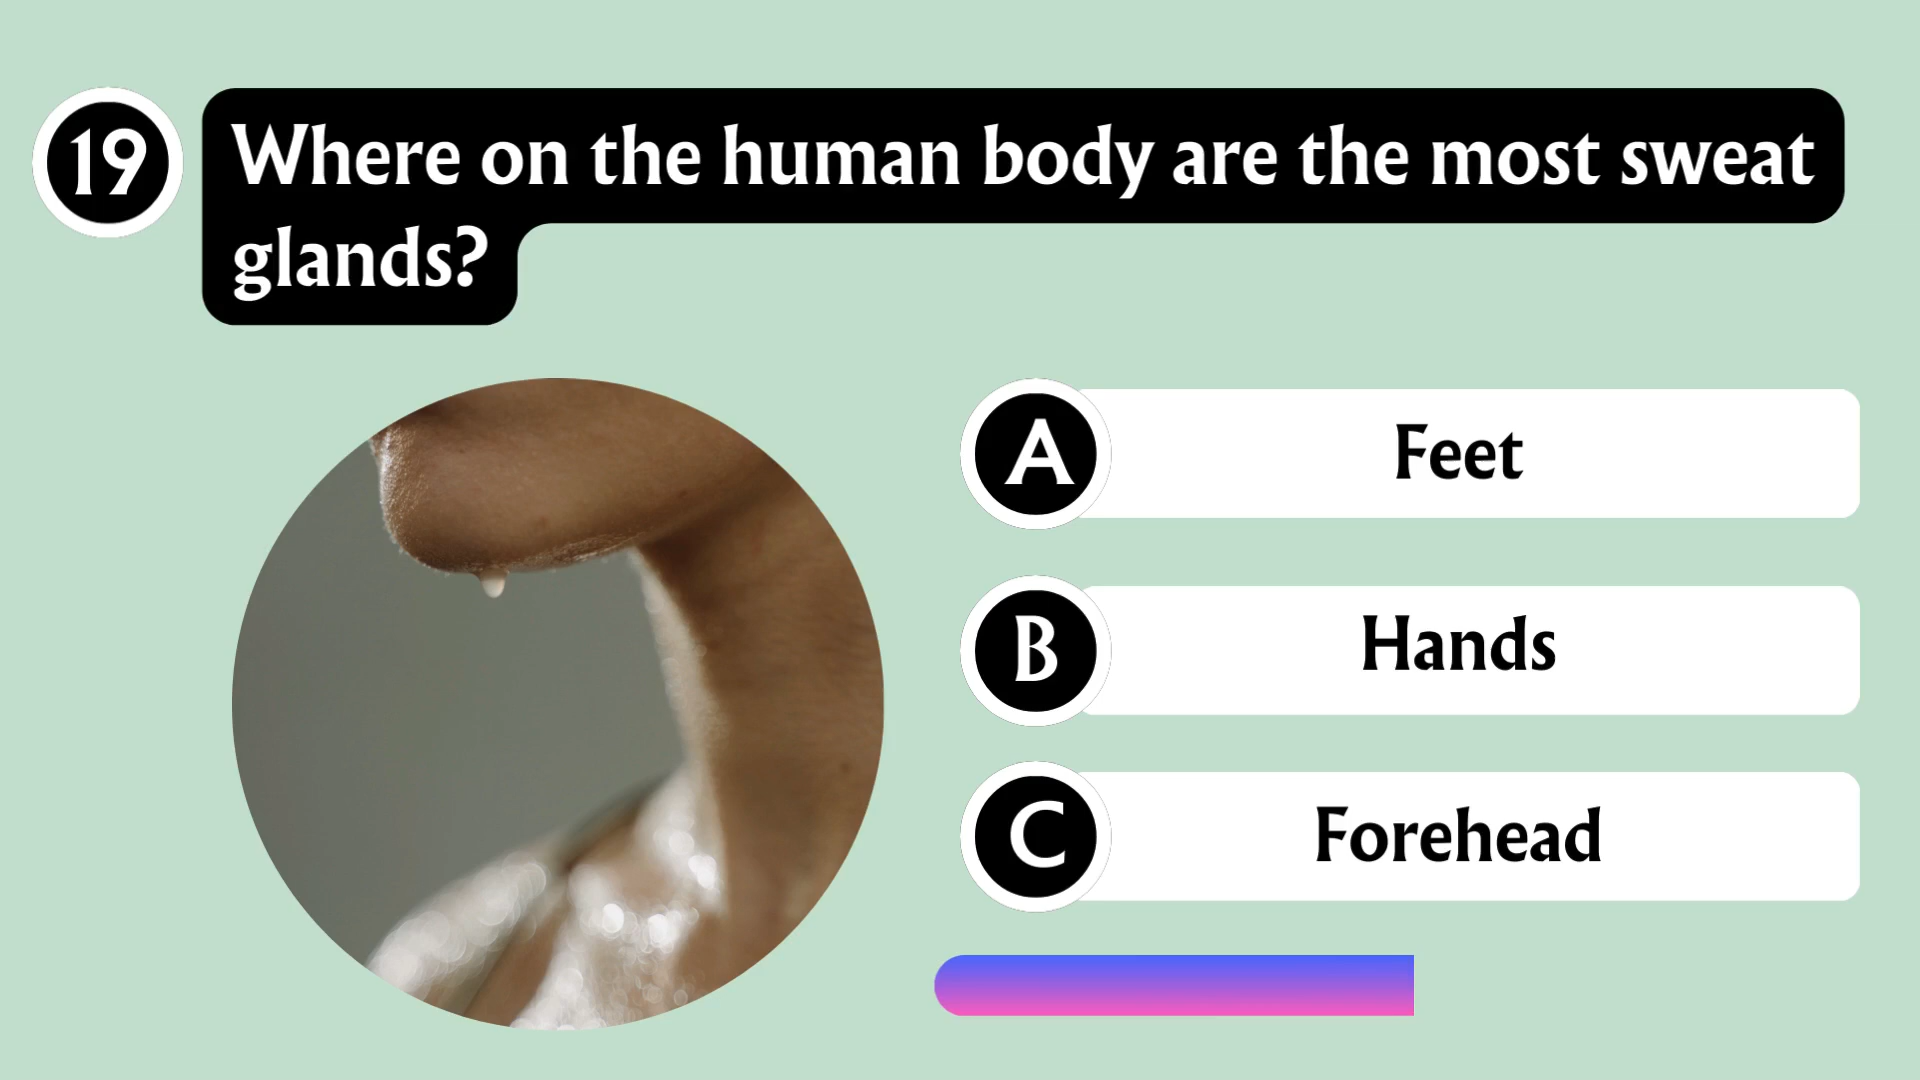 19
Where on the human body are the most sweat
glands?
A
Feet
B
Hands
C
Forehead